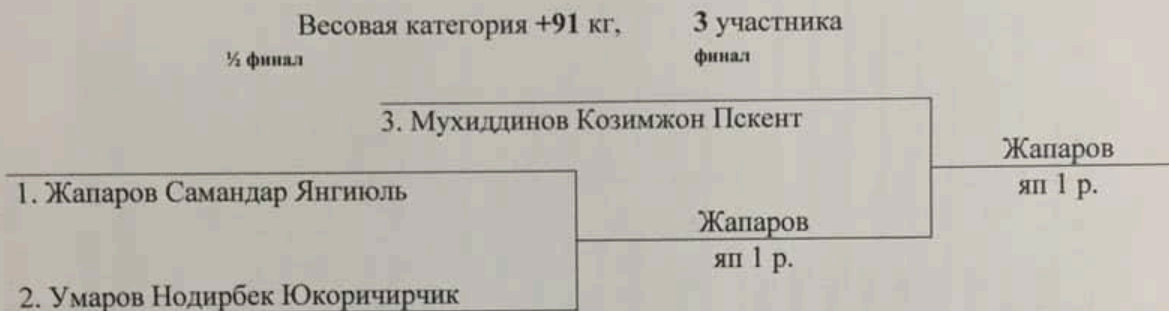 Весовая категория +91 кг, 3 участника
½ финал финал
3. Мухиддинов Козимжон Пскент
Жапаров
яп 1 р.
1. Жапаров Самандар Янгиюль
Жапаров
яп 1 р.
2. Умаров Нодирбек Юкоричирчик